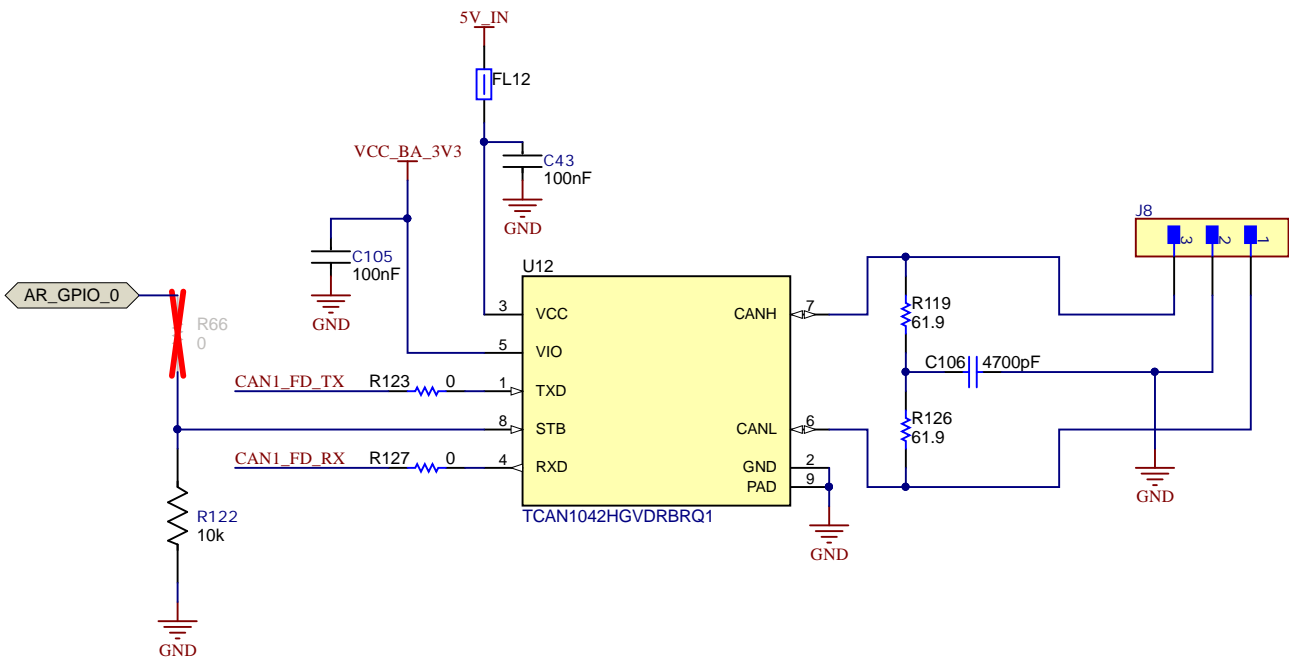 5V_IN
FL12
VCC_BA_3V3
C43
100nF
GND
C105
100nF
GND
J8
3 2 1
AR_GPIO_0
R66
0
U12
3 VCC CANH 7
5 VIO
R119
61.9
C106 4700pF
CAN1_FD_TX R123 0 1 TXD
8 STB CANL 6
R126
61.9
CAN1_FD_RX R127 0 4 RXD
GND 2
PAD 9
GND
TCAN1042HGVDRBRQ1
GND
R122
10k
GND